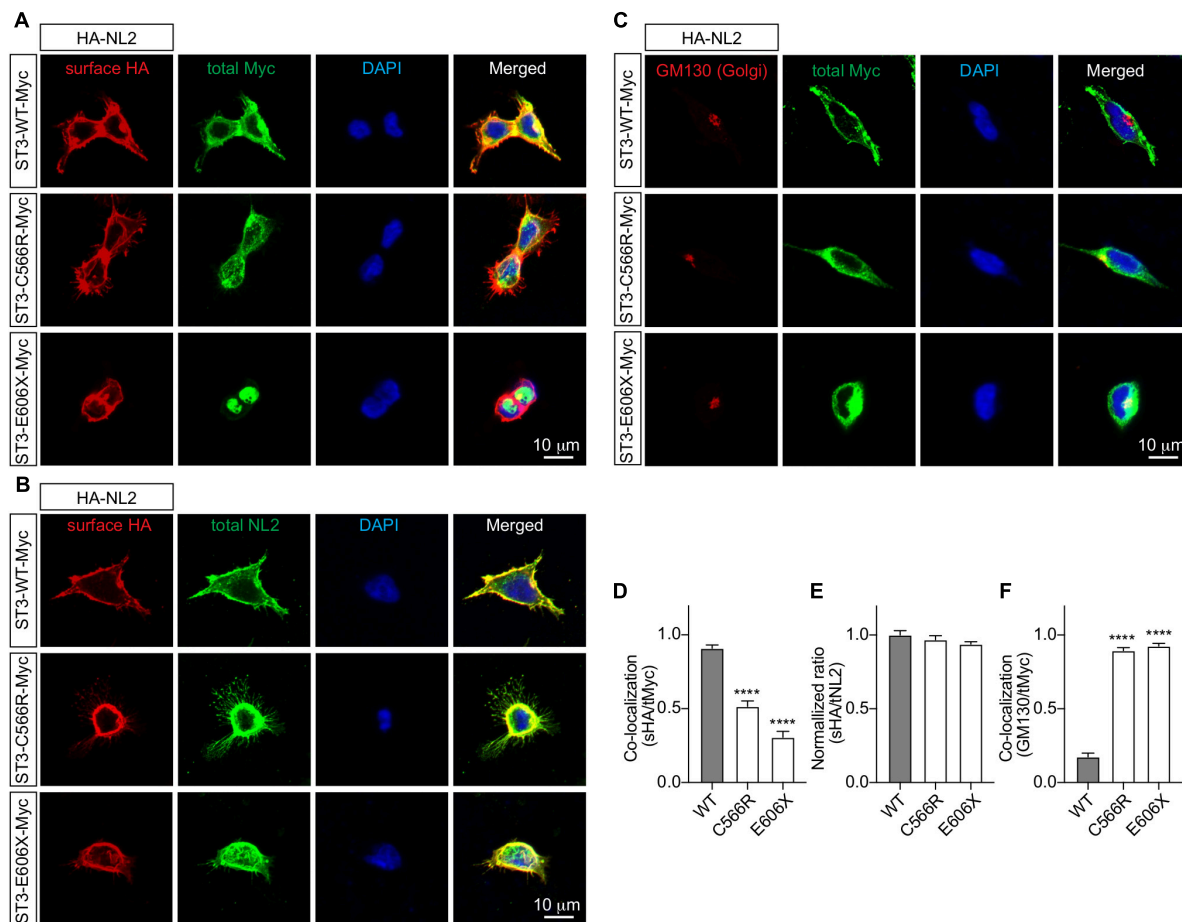 A
HA-NL2
surface HA total Myc DAPI Merged
ST3-WT-Myc
ST3-C566R-Myc
ST3-E606X-Myc
10 μm
B
HA-NL2
surface HA total NL2 DAPI Merged
ST3-WT-Myc
ST3-C566R-Myc
ST3-E606X-Myc
10 μm
C
HA-NL2
GM130 (Golgi) total Myc DAPI Merged
ST3-WT-Myc
ST3-C566R-Myc
ST3-E606X-Myc
10 μm
D
Co-localization
(sHA/tMyc)
1.0
0.5
0.0
****
****
WT C566R E606X
E
Normallized ratio
(sHA/tNL2)
1.0
0.5
0.0
WT C566R E606X
F
Co-localization
(GM130/tMyc)
1.0
0.5
0.0
****
****
WT C566R E606X